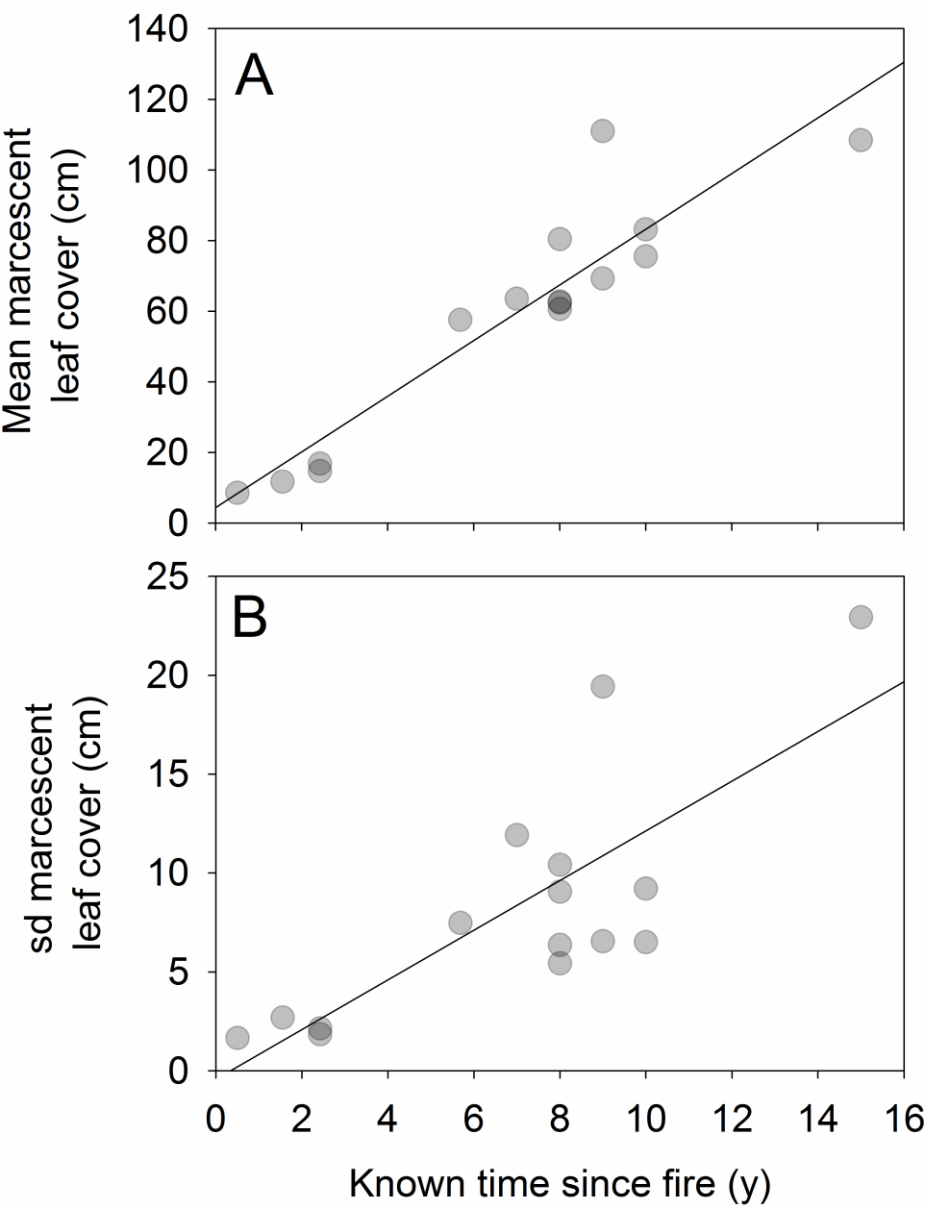 140
120
100
80
60
40
20
0
A
Mean marcescent
leaf cover (cm)
25
20
15
10
5
0
B
sd marcescent
leaf cover (cm)
0 2 4 6 8 10 12 14 16
Known time since fire (y)